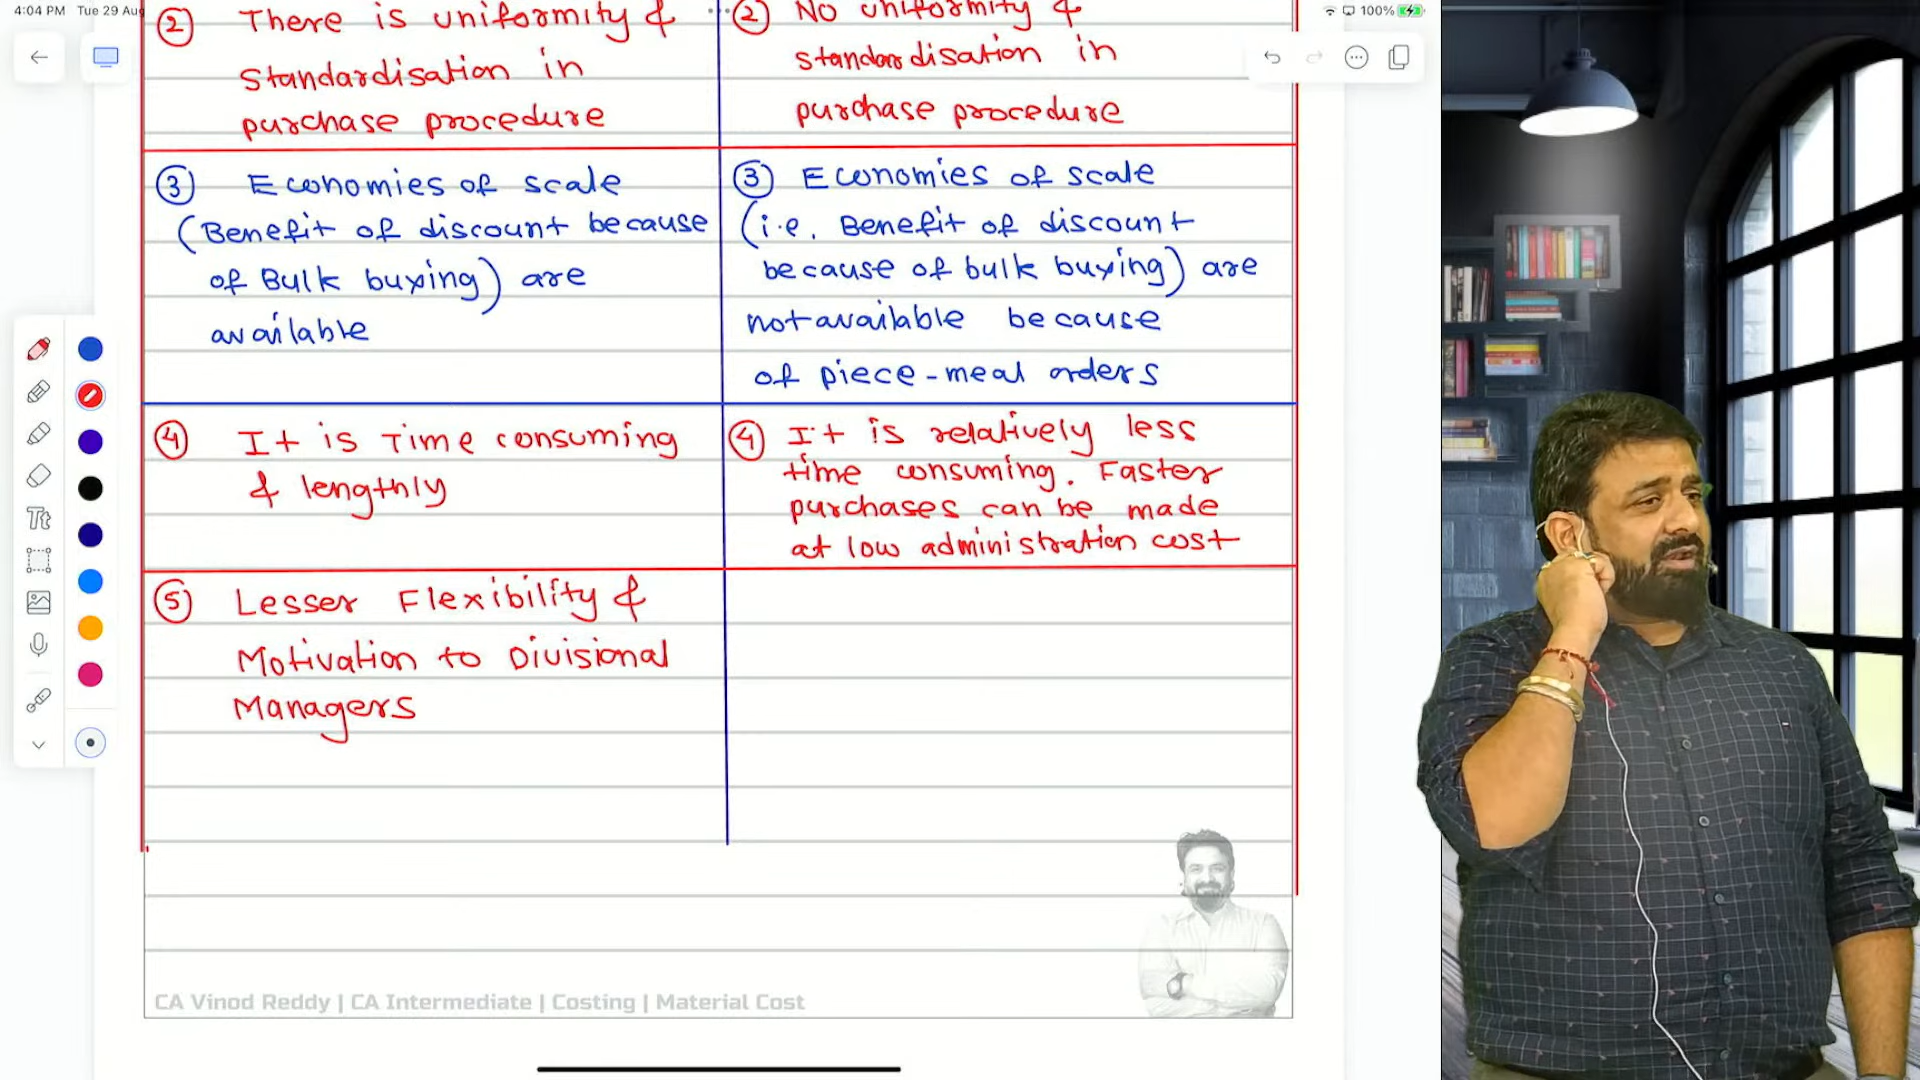 4:04 PM Tue 29 Aug
100%
② There is uniformity &
standardisation in
purchase procedure
② No uniformity &
standardisation in
purchase procedure
③ Economies of scale
(Benefit of discount because
of Bulk buying) are
available
③ Economies of scale
(i.e. Benefit of discount
because of bulk buying) are
not available because
of piece-meal orders
④ It is Time consuming
& lengthly
④ It is relatively less
time consuming. Faster
purchases can be made
at low administration cost
⑤ Lesser Flexibility &
Motivation to Divisional
Managers
Tt
CA Vinod Reddy | CA Intermediate | Costing | Material Cost